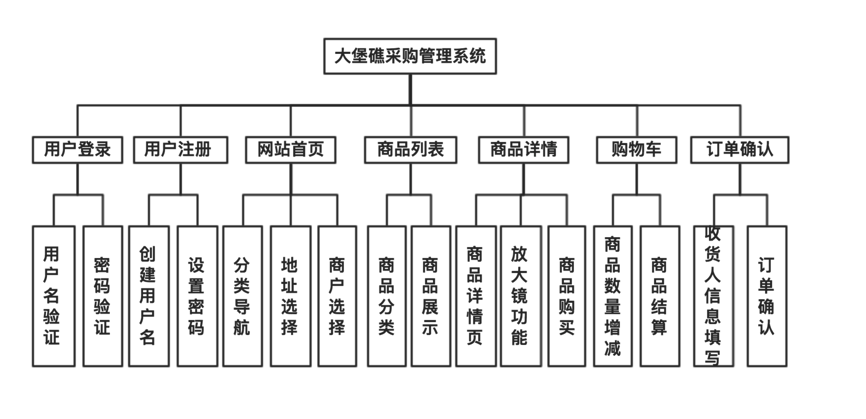 大堡礁采购管理系统
用户登录
用户注册
网站首页
商品列表
商品详情
购物车
订单确认
用户名验证
密码验证
创建用户名
设置密码
分类导航
地址选择
商户选择
商品分类
商品展示
商品详情页
放大镜功能
商品购买
商品数量增减
商品结算
收货人信息填写
订单确认